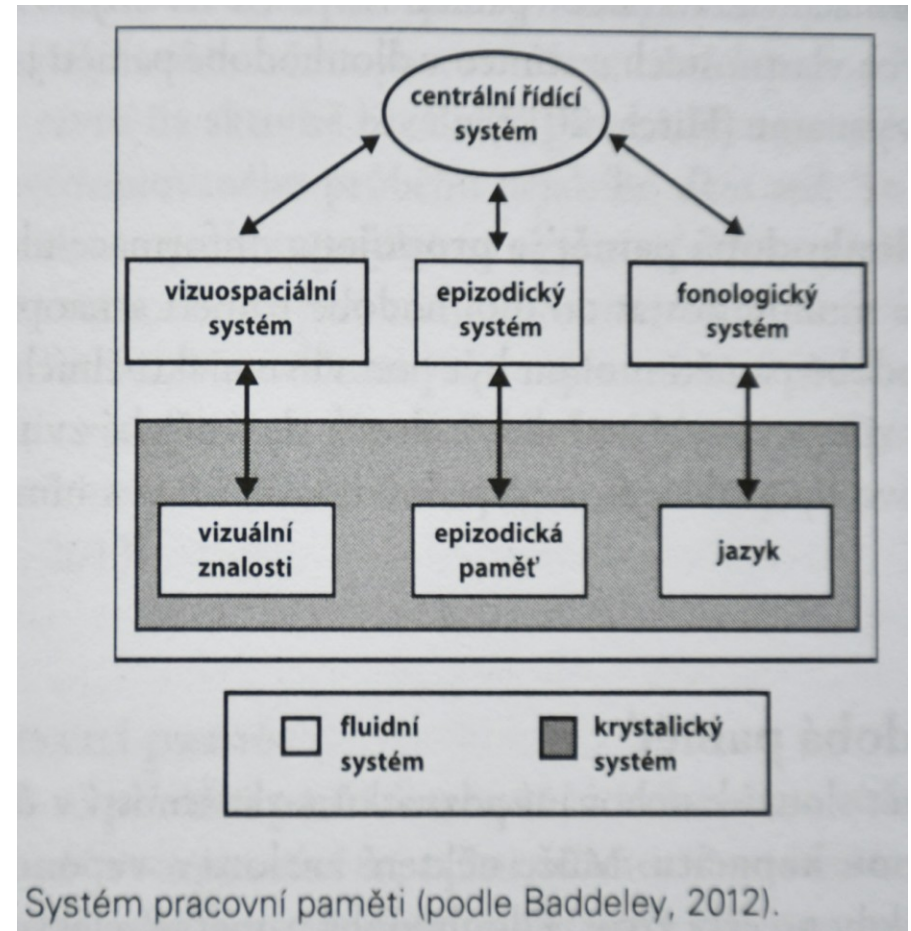 centrální řídící
systém
vizuospaciální
systém
epizodický
systém
fonologický
systém
vizuální
znalosti
epizodická
paměť
jazyk
fluidní
systém
krystalický
systém
Systém pracovní paměti (podle Baddeley, 2012).